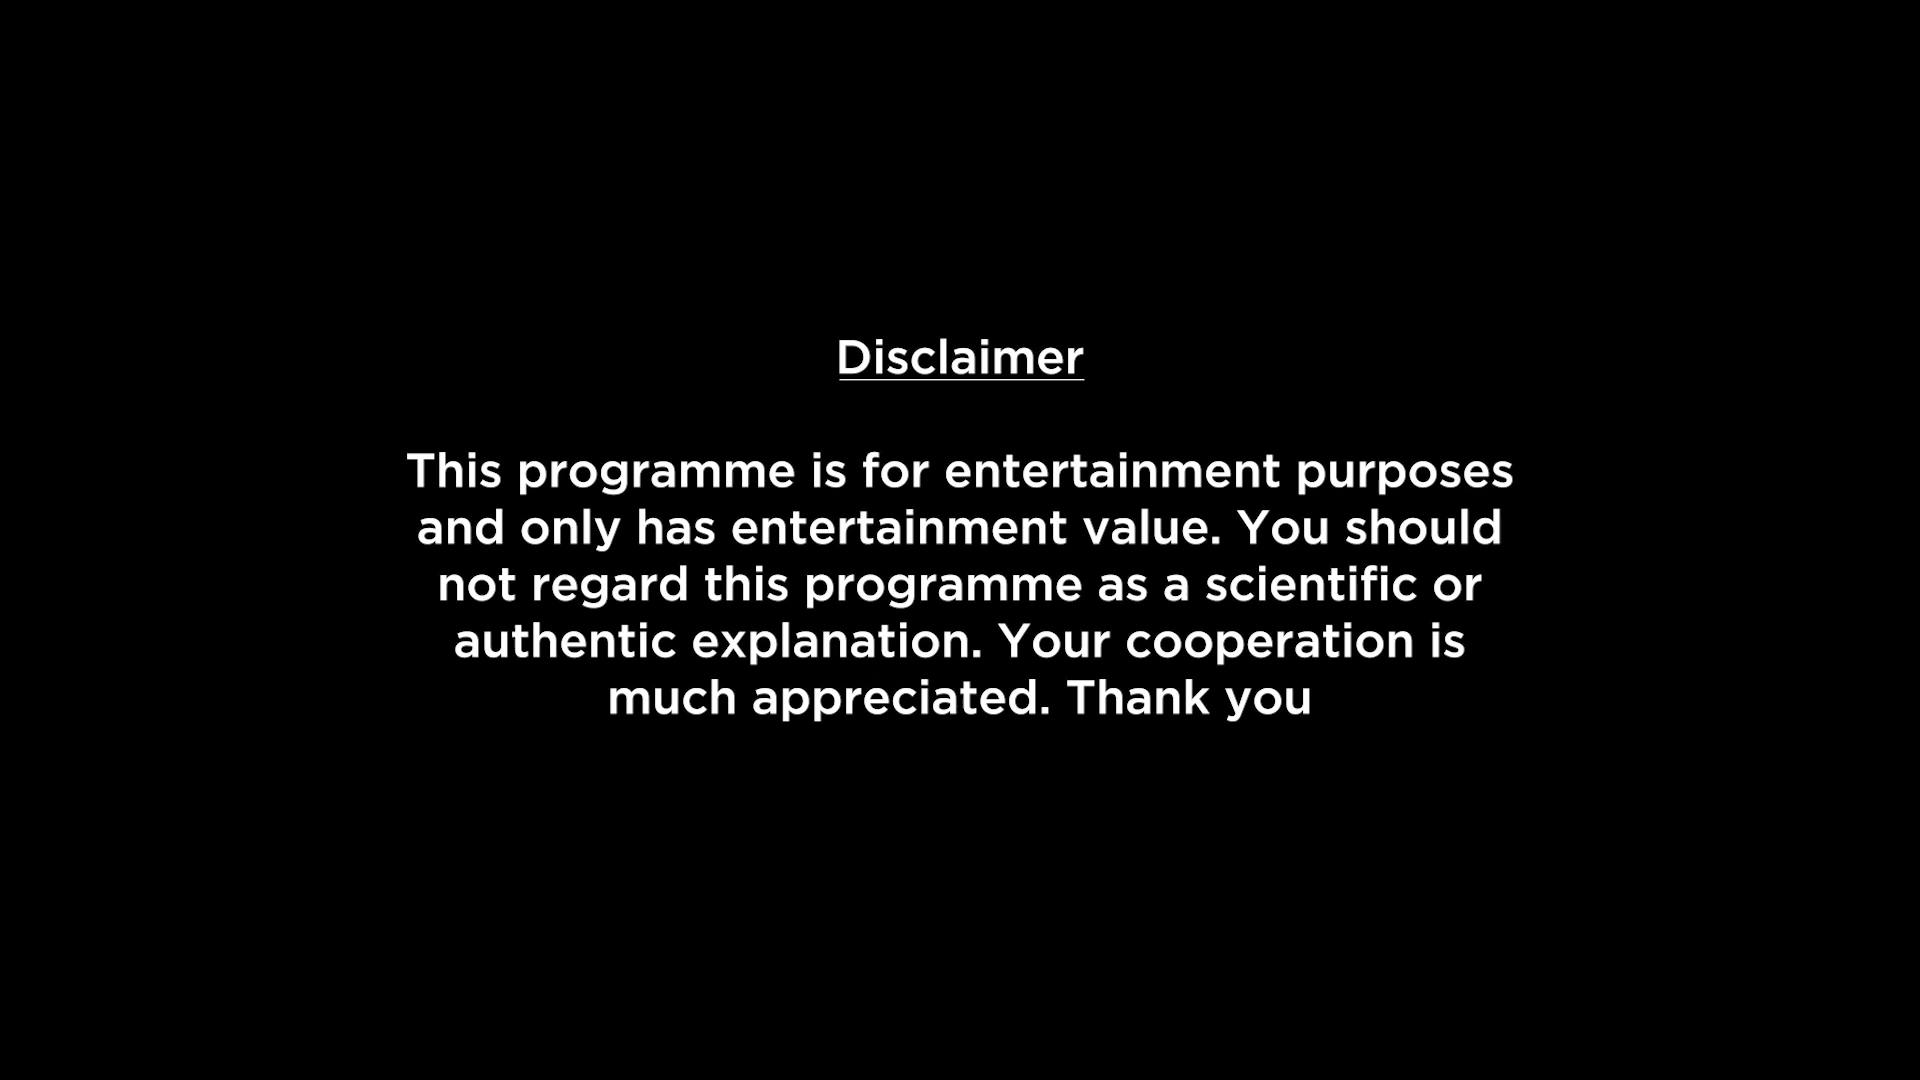 Disclaimer
This programme is for entertainment purposes
and only has entertainment value. You should
not regard this programme as a scientific or
authentic explanation. Your cooperation is
much appreciated. Thank you